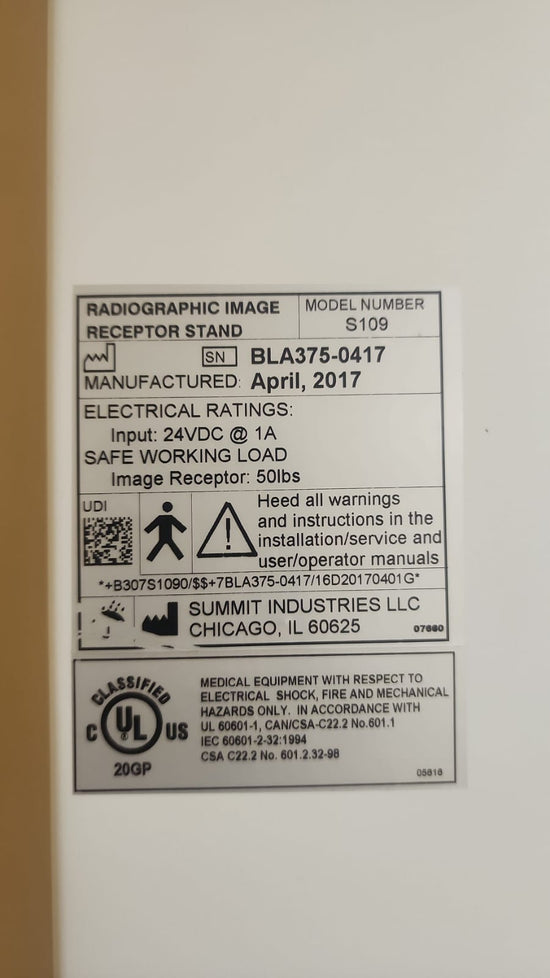 RADIOGRAPHIC IMAGE
RECEPTOR STAND
MODEL NUMBER
S109
SN BLA375-0417
MANUFACTURED: April, 2017
ELECTRICAL RATINGS:
Input: 24VDC @ 1A
SAFE WORKING LOAD
Image Receptor: 50lbs
UDI
Heed all warnings
and instructions in the
installation/service and
user/operator manuals
*+B307S1090/$$+7BLA375-0417/16D20170401G*
SUMMIT INDUSTRIES LLC
CHICAGO, IL 60625
07660
CLASSIFIED
C UL US
®
20GP
MEDICAL EQUIPMENT WITH RESPECT TO
ELECTRICAL SHOCK, FIRE AND MECHANICAL
HAZARDS ONLY. IN ACCORDANCE WITH
UL 60601-1, CAN/CSA-C22.2 No.601.1
IEC 60601-2-32:1994
CSA C22.2 No. 601.2.32-98
05616